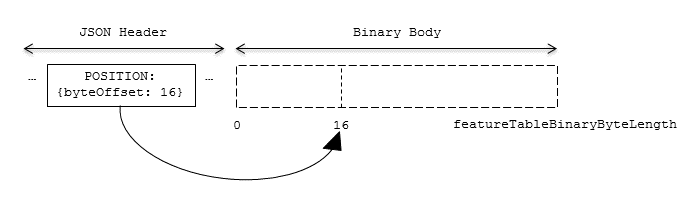 JSON Header
Binary Body
… POSITION: …
{byteOffset: 16}
0 16 featureTableBinaryByteLength